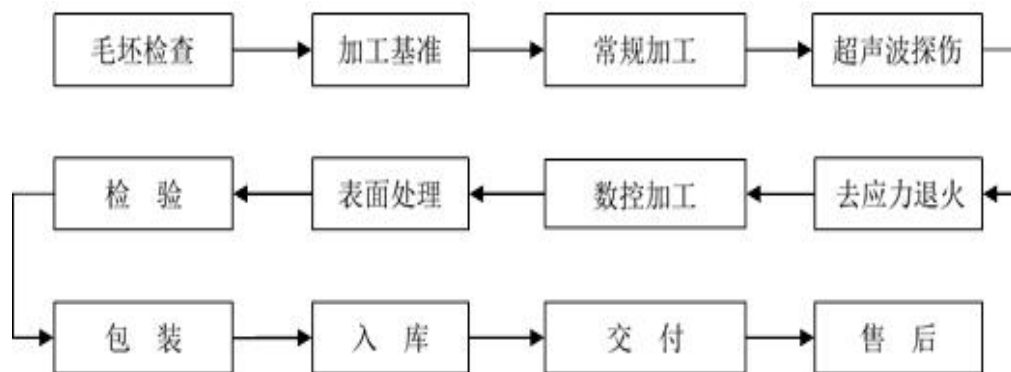 毛坯检查 加工基准 常规加工 超声波探伤
检 验 表面处理 数控加工 去应力退火
包 装 入 库 交 付 售 后